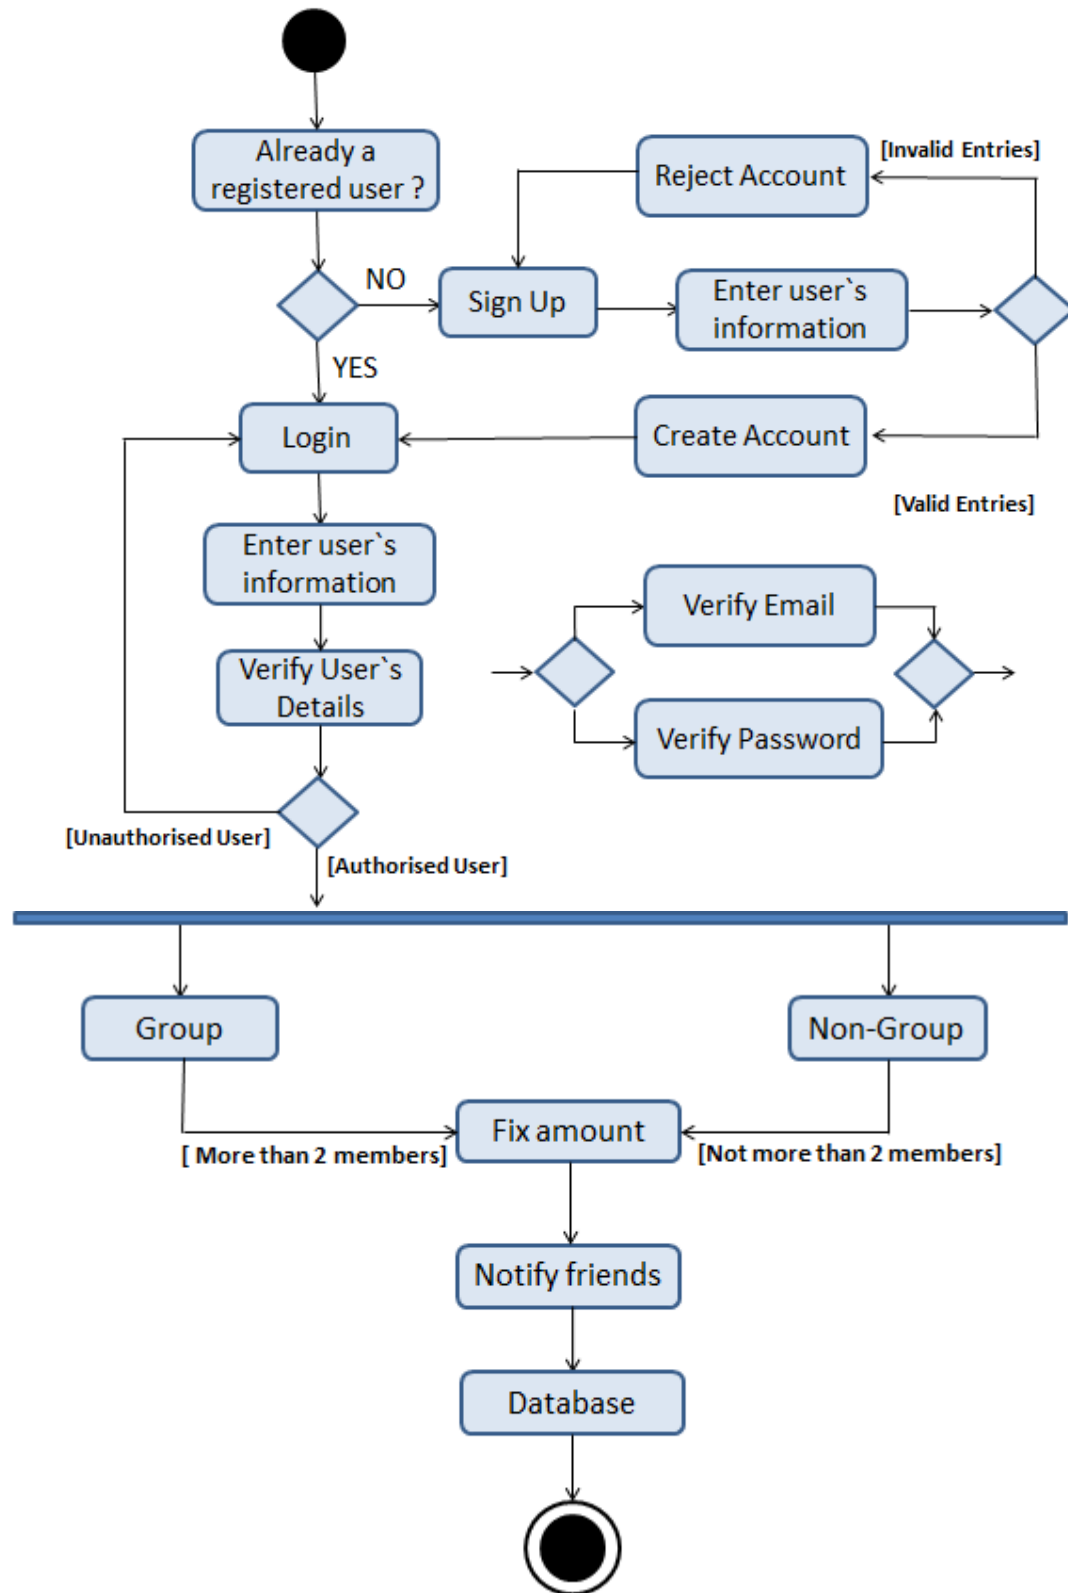 Already a
registered user ?
[Invalid Entries]
Reject Account
NO
Sign Up
Enter user`s
information
YES
Login
Create Account
[Valid Entries]
Enter user`s
information
Verify Email
Verify User`s
Details
Verify Password
[Unauthorised User]
[Authorised User]
Group
Non-Group
Fix amount
[ More than 2 members]
[Not more than 2 members]
Notify friends
Database